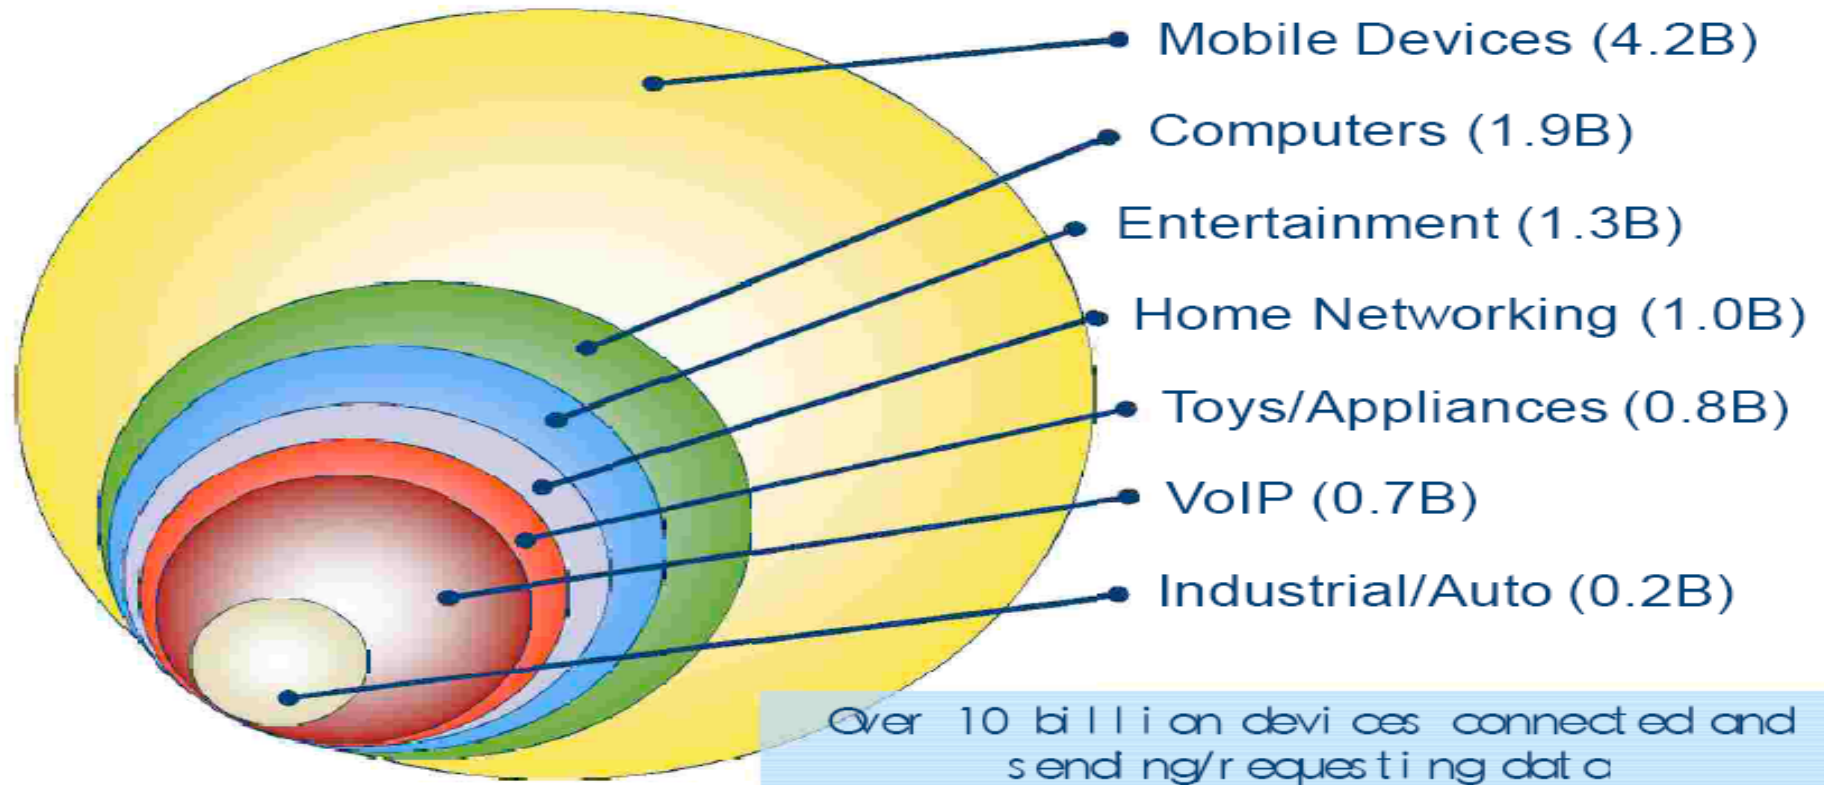 Mobile Devices (4.2B)
Computers (1.9B)
Entertainment (1.3B)
Home Networking (1.0B)
Toys/Appliances (0.8B)
VoIP (0.7B)
Industrial/Auto (0.2B)
Over 10 billion devices connected and
sending/requesting data